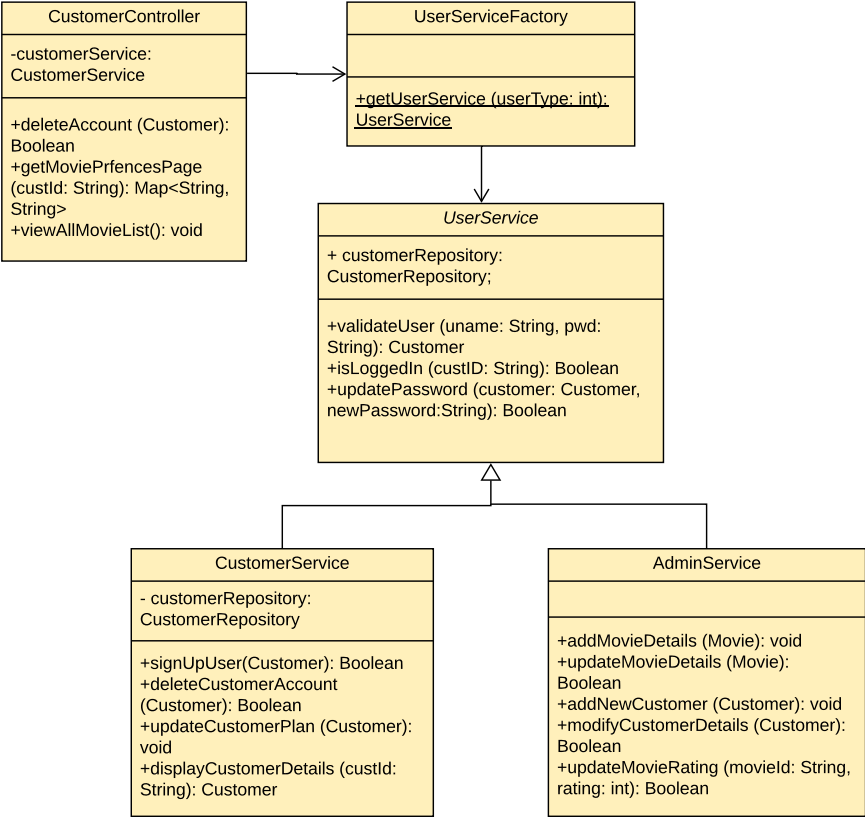 CustomerController
-customerService:
CustomerService
+deleteAccount (Customer):
Boolean
+getMoviePrfencesPage
(custId: String): Map<String,
String>
+viewAllMovieList(): void
UserServiceFactory
+getUserService (userType: int):
UserService
UserService
+ customerRepository:
CustomerRepository;
+validateUser (uname: String, pwd:
String): Customer
+isLoggedIn (custID: String): Boolean
+updatePassword (customer: Customer,
newPassword:String): Boolean
CustomerService
- customerRepository:
CustomerRepository
+signUpUser(Customer): Boolean
+deleteCustomerAccount
(Customer): Boolean
+updateCustomerPlan (Customer):
void
+displayCustomerDetails (custId:
String): Customer
AdminService
+addMovieDetails (Movie): void
+updateMovieDetails (Movie):
Boolean
+addNewCustomer (Customer): void
+modifyCustomerDetails (Customer):
Boolean
+updateMovieRating (movieId: String,
rating: int): Boolean